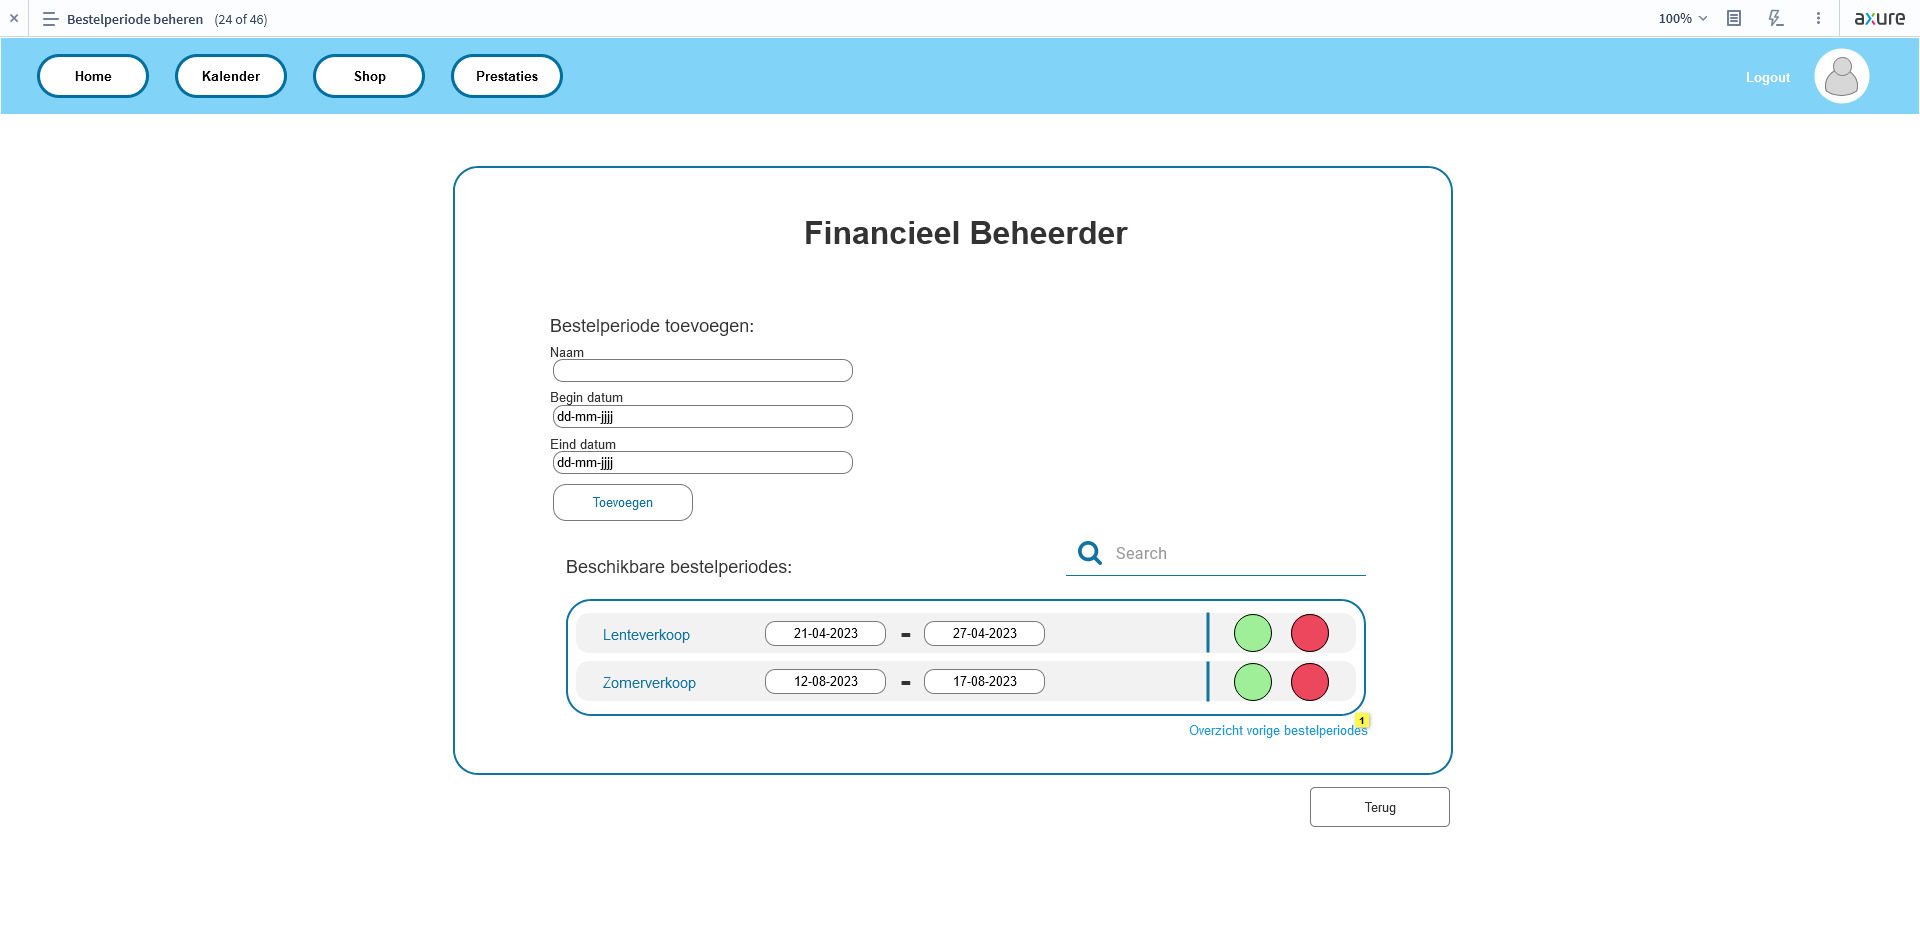 Bestelperiode beheren (24 of 46)
100%
axure
Home
Kalender
Shop
Prestaties
Logout
Financieel Beheerder
Bestelperiode toevoegen:
Naam
Begin datum
dd-mm-jjjj
Eind datum
dd-mm-jjjj
Toevoegen
Search
Beschikbare bestelperiodes:
Lenteverkoop 21-04-2023 - 27-04-2023
Zomerverkoop 12-08-2023 - 17-08-2023
1
Overzicht vorige bestelperiodes
Terug